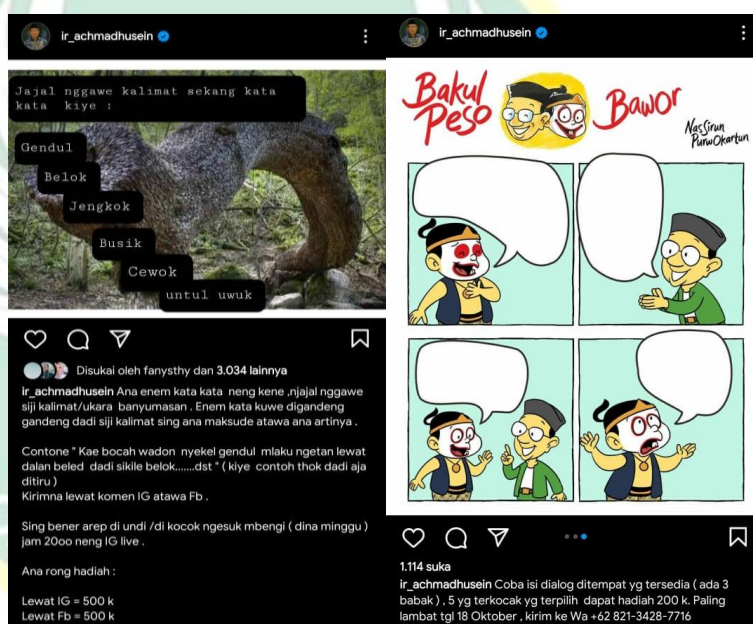 ir_achmadhusein
Jajal nggawe kalimat sekang kata
kata kiye :
Gendul
Belok
Jengkok
Busik
Cewok
untul uwuk
Disukai oleh fanysthy dan 3.034 lainnya
ir_achmadhusein Ana enem kata kata neng kene ,njajal nggawe
siji kalimat/ukara banyumasan . Enem kata kuwe digandeng
gandeng dadi siji kalimat sing ana maksude atawa ana artinya .
Contone " Kae bocah wadon nyekel gendul mlaku ngetan lewat
dalan beled dadi sikile belok.......dst " ( kiye contoh thok dadi aja
ditiru )
Kirimna lewat komen IG atawa Fb .
Sing bener arep di undi /di kocok ngesuk mbengi ( dina minggu )
jam 20oo neng IG live .
Ana rong hadiah :
Lewat IG = 500 k
Lewat Fb = 500 k
ir_achmadhusein
Bakul
Peso
Bawor
Nassirun
PurwOkartun
1.114 suka
ir_achmadhusein Coba isi dialog ditempat yg tersedia ( ada 3
babak ) , 5 yg terkocak yg terpilih dapat hadiah 200 k. Paling
lambat tgl 18 Oktober , kirim ke Wa +62 821-3428-7716